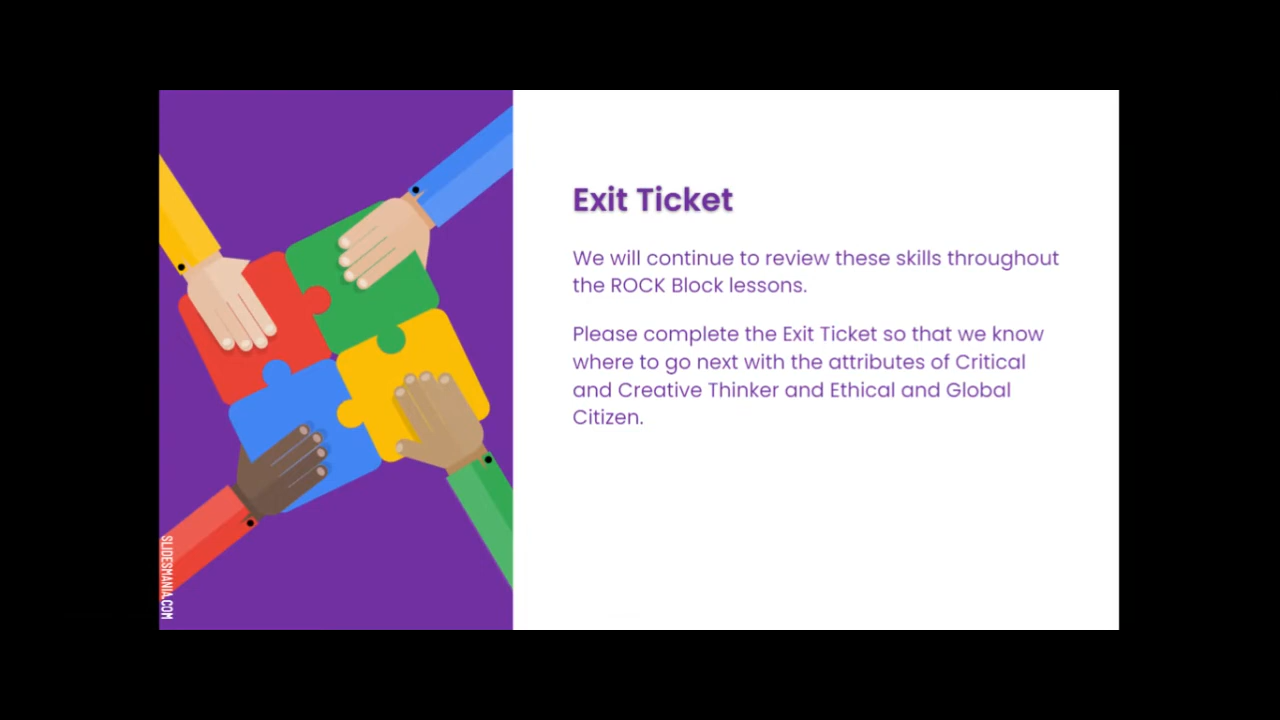 Exit Ticket
We will continue to review these skills throughout
the ROCK Block lessons.
Please complete the Exit Ticket so that we know
where to go next with the attributes of Critical
and Creative Thinker and Ethical and Global
Citizen.
SLIDESMANIA.COM